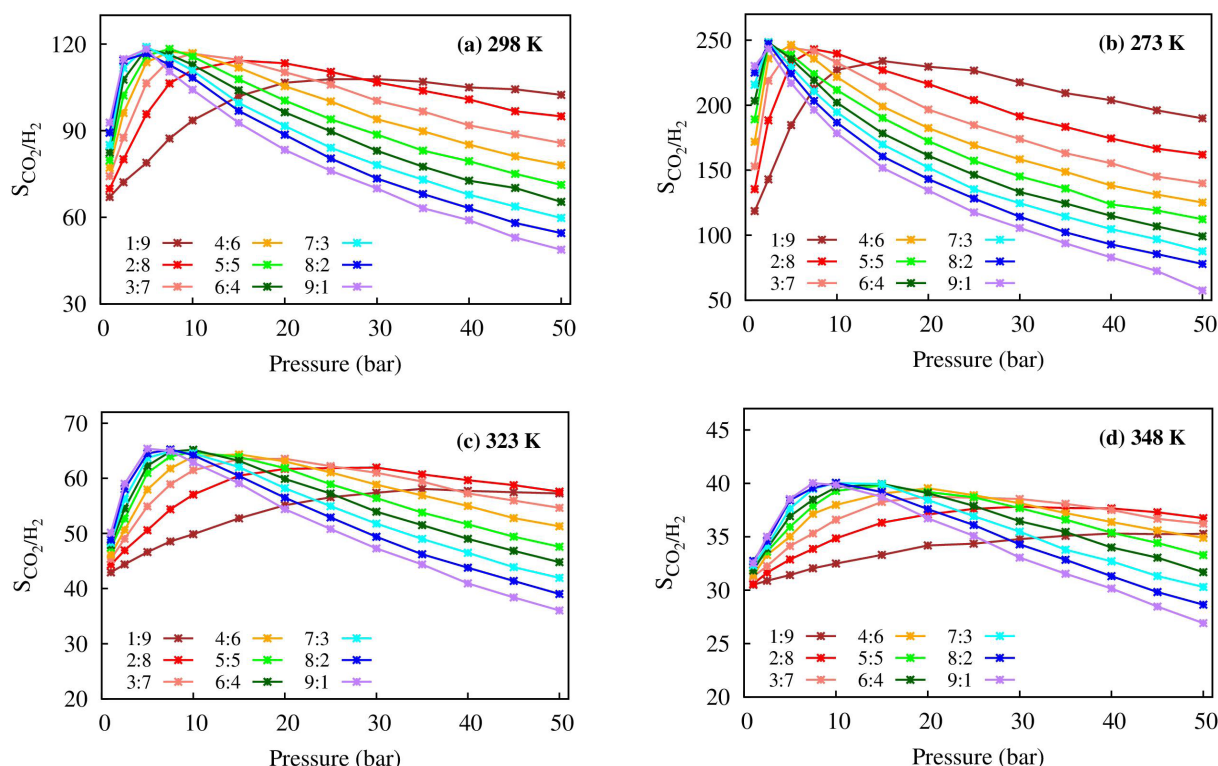 (a) 298 K
S_CO2/H2
120
90
60
30
1:9 4:6 7:3
2:8 5:5 8:2
3:7 6:4 9:1
0 10 20 30 40 50
Pressure (bar)
(b) 273 K
S_CO2/H2
250
200
150
100
50
1:9 4:6 7:3
2:8 5:5 8:2
3:7 6:4 9:1
0 10 20 30 40 50
Pressure (bar)
(c) 323 K
S_CO2/H2
70
60
50
40
30
20
1:9 4:6 7:3
2:8 5:5 8:2
3:7 6:4 9:1
0 10 20 30 40 50
Pressure (bar)
(d) 348 K
S_CO2/H2
45
40
35
30
25
20
1:9 4:6 7:3
2:8 5:5 8:2
3:7 6:4 9:1
0 10 20 30 40 50
Pressure (bar)